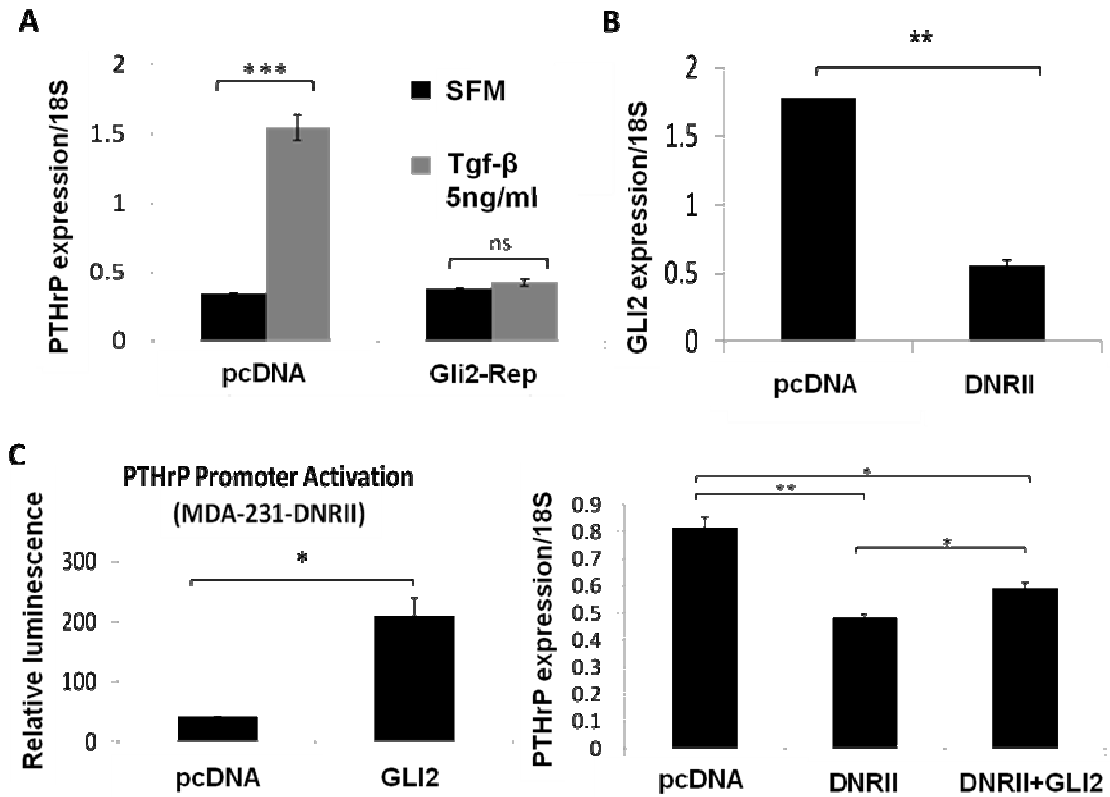 A
PTHrP expression/18S
2
1.5
1
0.5
0
***
ns
SFM
Tgf-β
5ng/ml
pcDNA
Gli2-Rep
B
GLI2 expression/18S
2
1.5
1
0.5
0
**
pcDNA
DNRII
C
PTHrP Promoter Activation
(MDA-231-DNRII)
Relative luminescence
300
200
100
0
*
pcDNA
GLI2
PTHrP expression/18S
0.9
0.8
0.7
0.6
0.5
0.4
0.3
0.2
0.1
0
*
**
*
pcDNA
DNRII
DNRII+GLI2